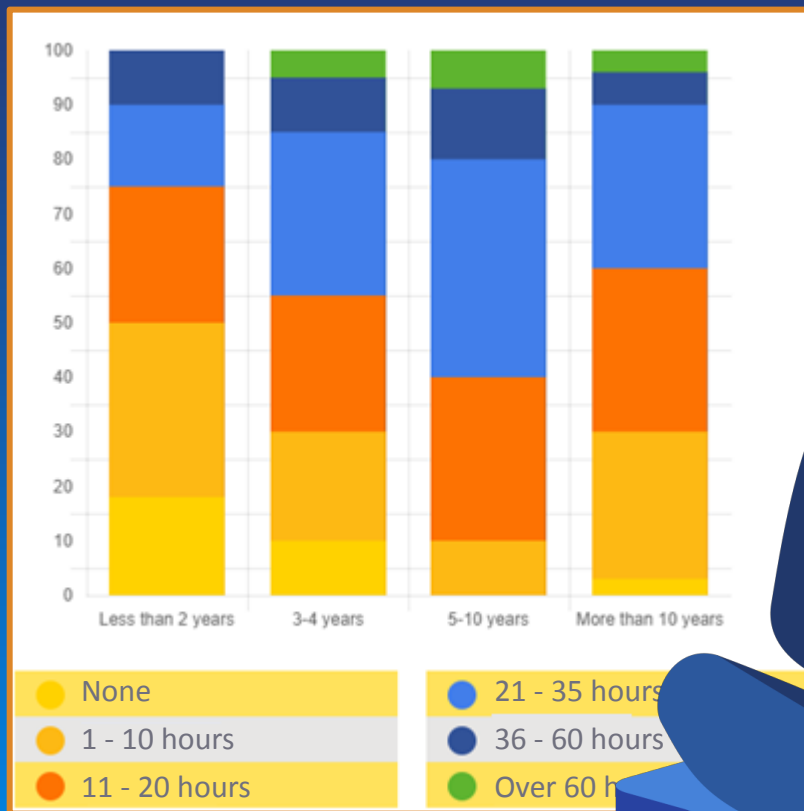 100
90
80
70
60
50
40
30
20
10
0
Less than 2 years 3-4 years 5-10 years More than 10 years
None
1 - 10 hours
11 - 20 hours
21 - 35 hours
36 - 60 hours
Over 60